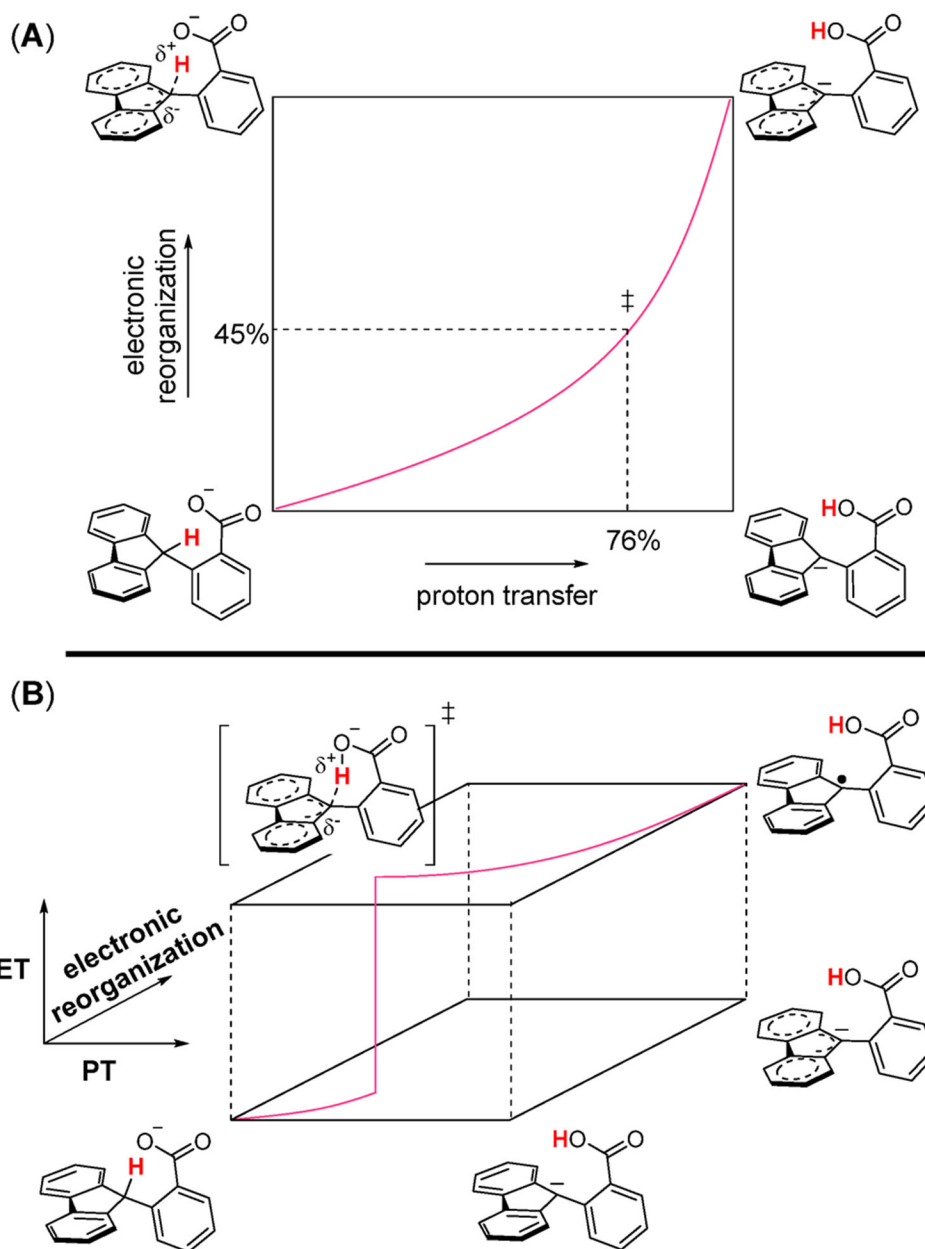 (A)
O−
O
δ+
H
δ-
HO
O
−
electronic
reorganization
45%
‡
O−
O
H
76%
proton transfer
HO
O
−
(B)
‡
O−
O
δ+
H
H
δ-
HO
O
•
ET
electronic
reorganization
PT
HO
O
−
O−
O
H
HO
O
−